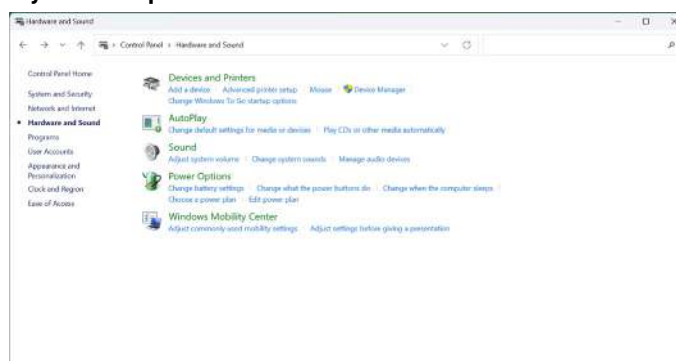 Hardware and Sound
Control Panel › Hardware and Sound
Control Panel Home
System and Security
Network and Internet
Hardware and Sound
Programs
User Accounts
Appearance and
Personalization
Clock and Region
Ease of Access
Devices and Printers
Add a device Advanced printer setup Mouse Device Manager
Change Windows To Go startup options
AutoPlay
Change default settings for media or devices Play CDs or other media automatically
Sound
Adjust system volume Change system sounds Manage audio devices
Power Options
Change battery settings Change what the power buttons do Change when the computer sleeps
Choose a power plan Edit power plan
Windows Mobility Center
Adjust commonly used mobility settings Adjust settings before giving a presentation